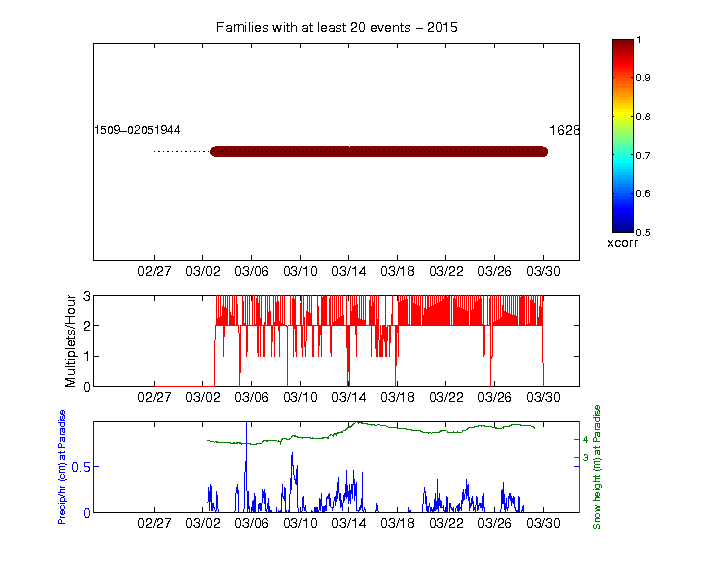 Families with at least 20 events − 2015
1509−02051944
1628
02/27 03/02 03/06 03/10 03/14 03/18 03/22 03/26 03/30
1
0.9
0.8
0.7
0.6
0.5
xcorr
Multiplets/Hour
3
2
1
0
02/27 03/02 03/06 03/10 03/14 03/18 03/22 03/26 03/30
Precip/hr (cm) at Paradise
0.5
0
4
3
Snow height (m) at Paradise
02/27 03/02 03/06 03/10 03/14 03/18 03/22 03/26 03/30